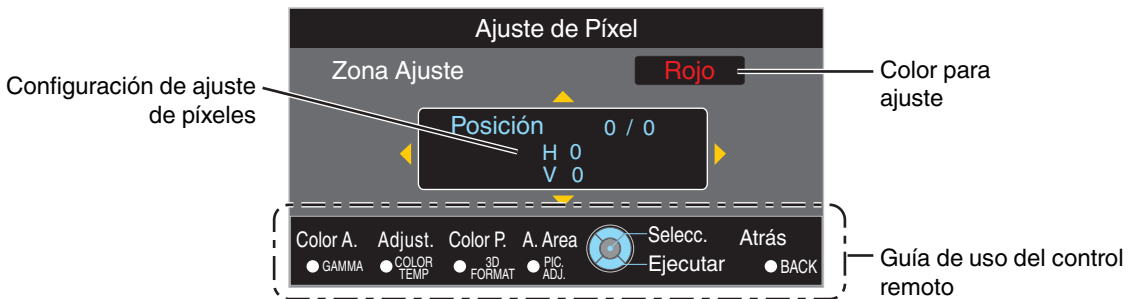 Ajuste de Píxel
Zona Ajuste Rojo
Configuración de ajuste
de píxeles
Color para
ajuste
Posición 0 / 0
H 0
V 0
Color A. Adjust. Color P. A. Area Selecc. Atrás
GAMMA COLOR TEMP 3D FORMAT PIC. ADJ. Ejecutar BACK
Guía de uso del control
remoto